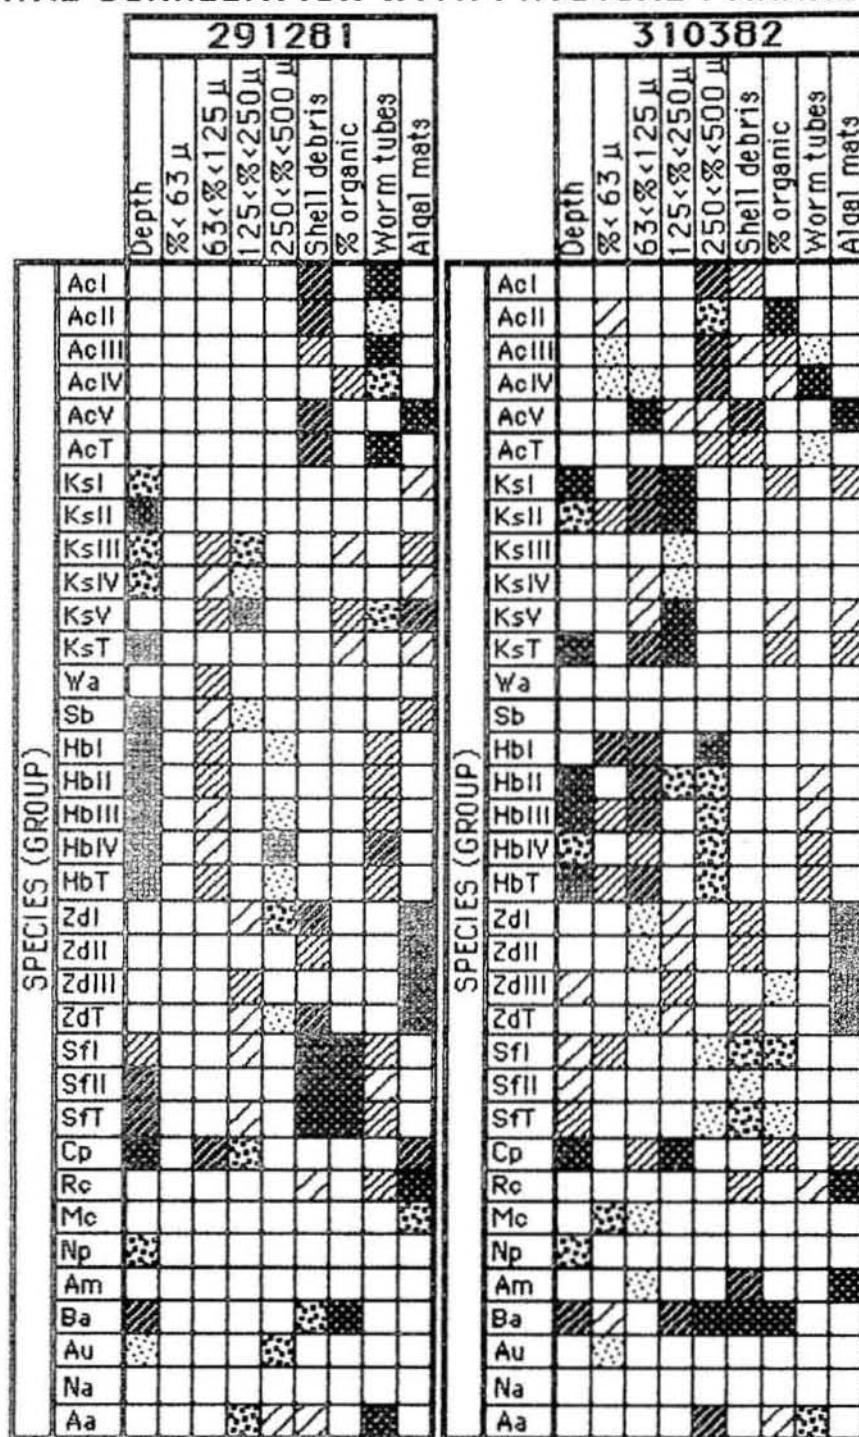 291281 310382
Depth %<63 µ 63<%<125 µ 125<%<250 µ 250<%<500 µ Shell debris % organic Worm tubes Algal mats Depth %<63 µ 63<%<125 µ 125<%<250 µ 250<%<500 µ Shell debris % organic Worm tubes Algal mats
SPECIES (GROUP) SPECIES (GROUP)
AcI AcI
AcII AcII
AcIII AcIII
AcIV AcIV
AcV AcV
AcT AcT
KsI KsI
KsII KsII
KsIII KsIII
KsIV KsIV
KsV KsV
KsT KsT
Wa Wa
Sb Sb
HbI HbI
HbII HbII
HbIII HbIII
HbIV HbIV
HbT HbT
ZdI ZdI
ZdII ZdII
ZdIII ZdIII
ZdT ZdT
SfI SfI
SfII SfII
SfT SfT
Cp Cp
Rc Rc
Mc Mc
Np Np
Am Am
Ba Ba
Au Au
Na Na
Aa Aa